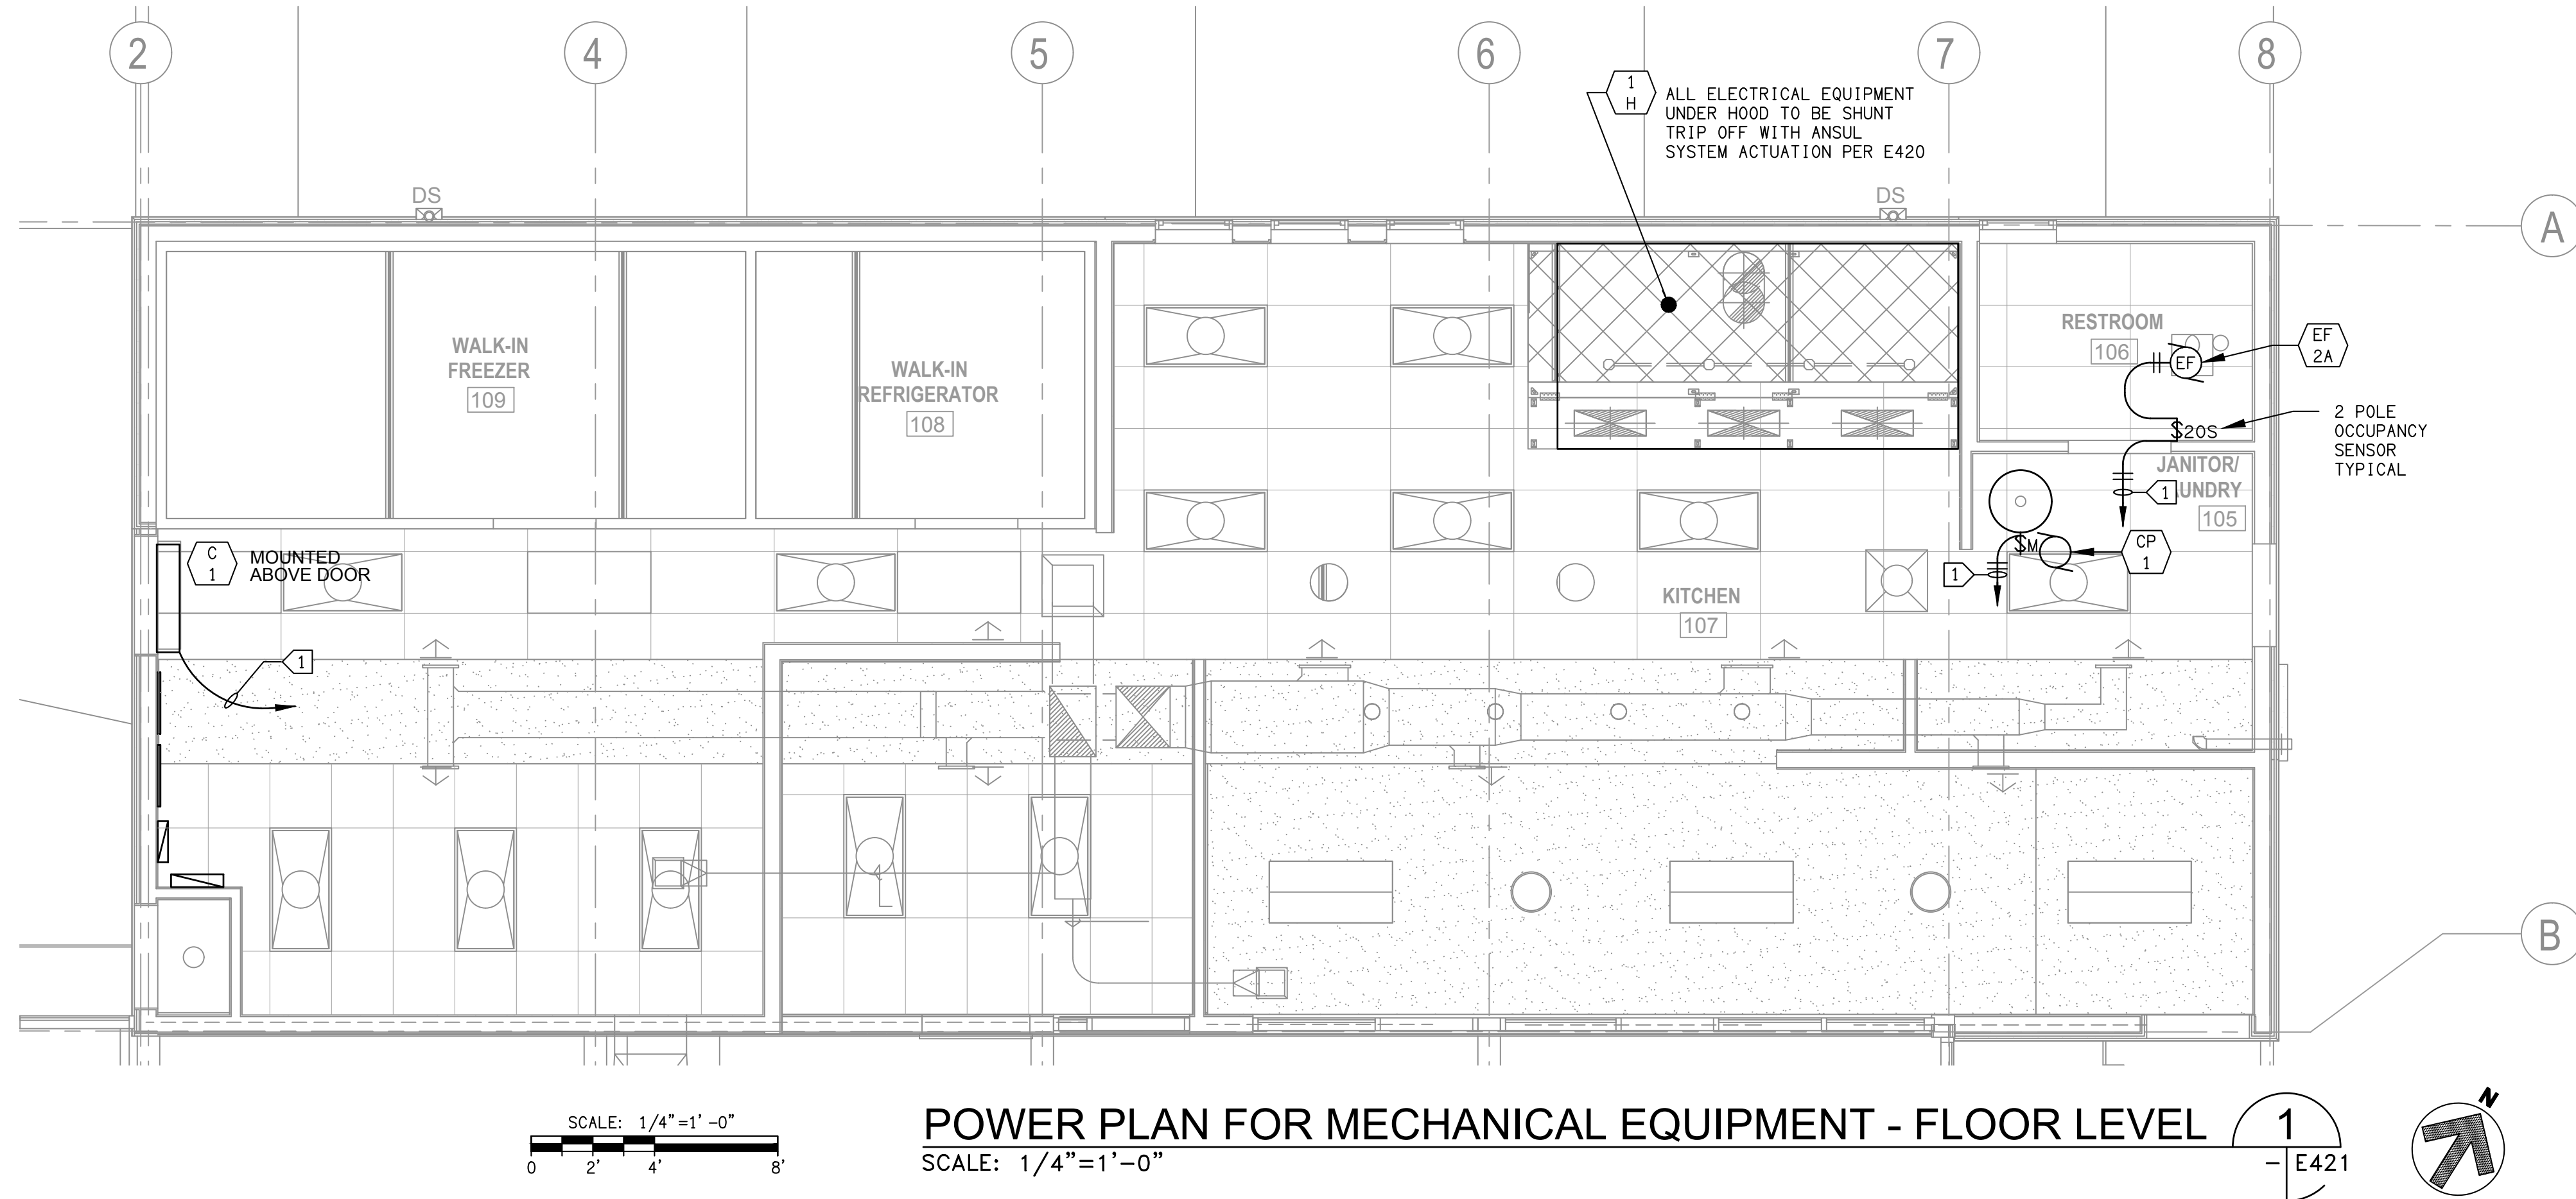 2
4
5
6
7
8
1
H
ALL ELECTRICAL EQUIPMENT
UNDER HOOD TO BE SHUNT
TRIP OFF WITH ANSUL
SYSTEM ACTUATION PER E420
DS
DS
A
WALK-IN
FREEZER
109
WALK-IN
REFRIGERATOR
108
RESTROOM
106
EF
EF
2A
$20S
2 POLE
OCCUPANCY
SENSOR
TYPICAL
JANITOR/
UNDRY
105
1
C
1
MOUNTED
ABOVE DOOR
$M
CP
1
1
KITCHEN
107
1
B
SCALE: 1/4"=1'-0"
0 2' 4' 8'
POWER PLAN FOR MECHANICAL EQUIPMENT - FLOOR LEVEL
SCALE: 1/4"=1'-0"
1
- E421
N